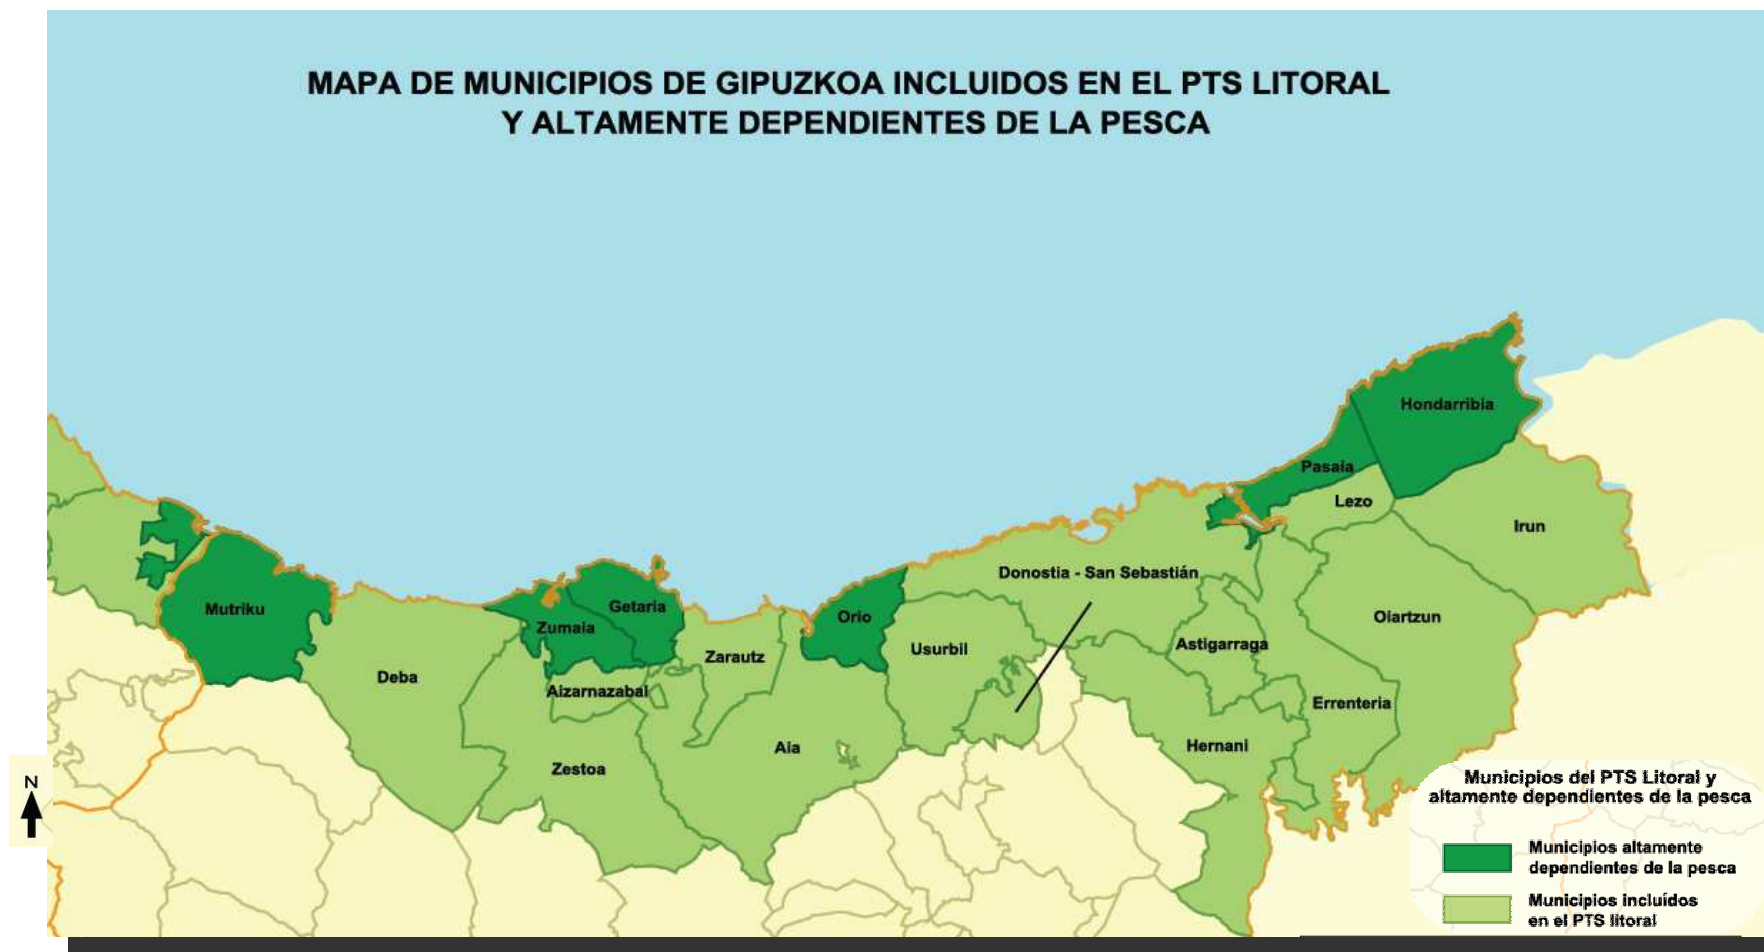 MAPA DE MUNICIPIOS DE GIPUZKOA INCLUIDOS EN EL PTS LITORAL
Y ALTAMENTE DEPENDIENTES DE LA PESCA
Hondarribia
Pasaia
Lezo
Irun
Donostia - San Sebastián
Mutriku
Getaria
Zumaia
Orio
Oiartzun
Usurbil
Astigarraga
Zarautz
Deba
Aizarnazabal
Errenteria
Aia
Hernani
Zestoa
N
Municipios del PTS Litoral y
altamente dependientes de la pesca
Municipios altamente
dependientes de la pesca
Municipios incluídos
en el PTS litoral